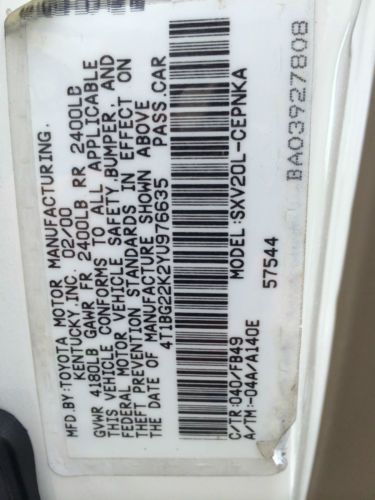 MFD.BY:TOYOTA MOTOR MANUFACTURING.
KENTUCKY,INC. 02/00
GVWR 4180LB GAWR FR 2400LB RR 2400LB
THIS VEHICLE CONFORMS TO ALL APPLICABLE
FEDERAL MOTOR VEHICLE SAFETY,BUMPER, AND
THEFT PREVENTION STANDARDS IN EFFECT ON
THE DATE OF MANUFACTURE SHOWN ABOVE
4T1BG22K2YU976635 PASS.CAR
C/TR:040/FB49 MODEL:SXV20L-CEPNKA
A/TM:-04A/A140E
57544
BA03927808